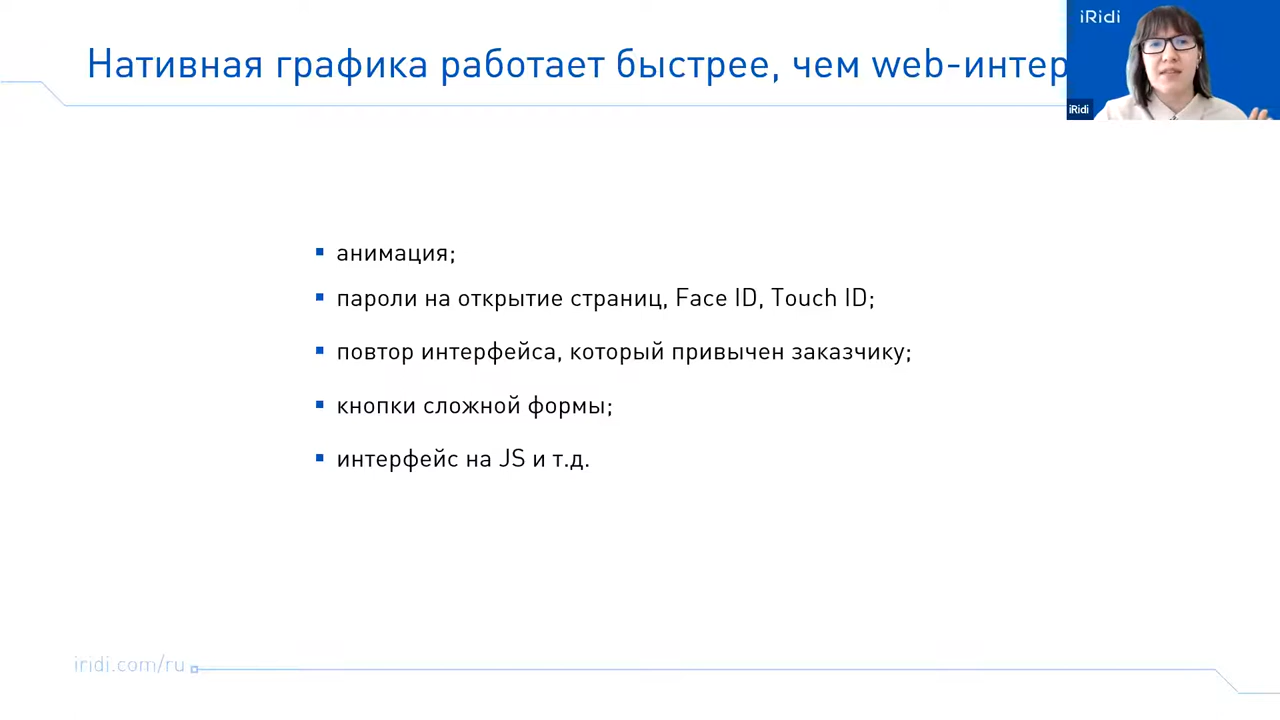 Нативная графика работает быстрее, чем web-интер
iRidi
iRidi
анимация;
пароли на открытие страниц, Face ID, Touch ID;
повтор интерфейса, который привычен заказчику;
кнопки сложной формы;
интерфейс на JS и т.д.
iridi.com/ru